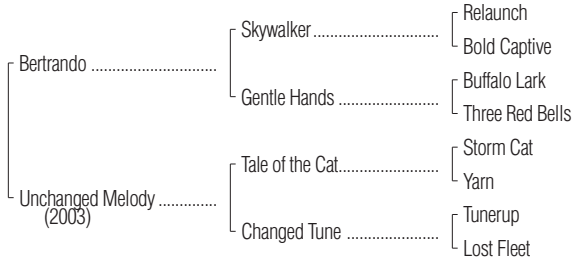 Relaunch
Skywalker
Bold Captive
Bertrando
Buffalo Lark
Gentle Hands
Three Red Bells
Storm Cat
Tale of the Cat
Yarn
Unchanged Melody
(2003)
Tunerup
Changed Tune
Lost Fleet